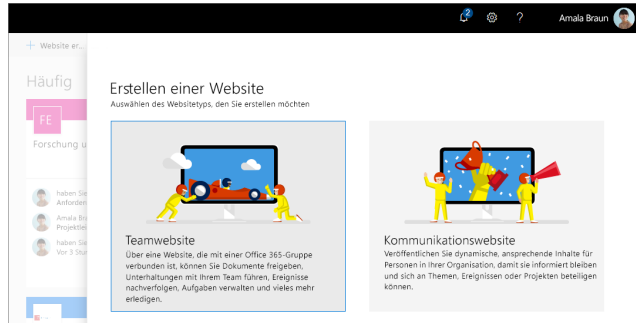 2
?
Amala Braun
+ Website er...
Häufig
FE
Forschung u
haben Sie
Anforden
Amala Bra
Projektlei
haben Sie
Vor 3 Stun
Erstellen einer Website
Auswählen des Websitetyps, den Sie erstellen möchten
Teamwebsite
Über eine Website, die mit einer Office 365-Gruppe
verbunden ist, können Sie Dokumente freigeben,
Unterhaltungen mit Ihrem Team führen, Ereignisse
nachverfolgen, Aufgaben verwalten und vieles mehr
erledigen.
Kommunikationswebsite
Veröffentlichen Sie dynamische, ansprechende Inhalte für
Personen in Ihrer Organisation, damit sie informiert bleiben
und sich an Themen, Ereignissen oder Projekten beteiligen
können.